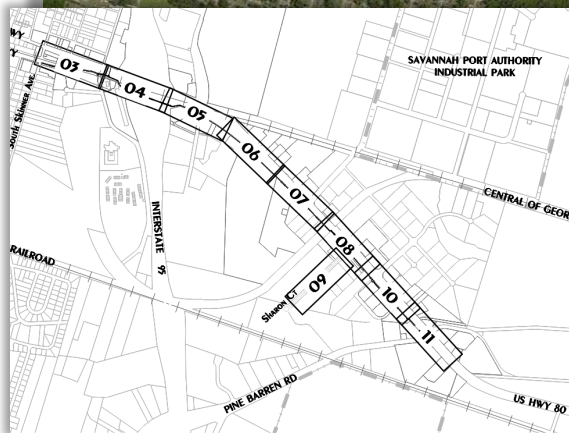 WY
Y
South Skinner Ave.
03
04
05
06
07
08
09
10
11
SAVANNAH PORT AUTHORITY
INDUSTRIAL PARK
CENTRAL OF GEOR
INTERSTATE 95
RAILROAD
Sharon CT
PINE BARREN RD
US HWY 80